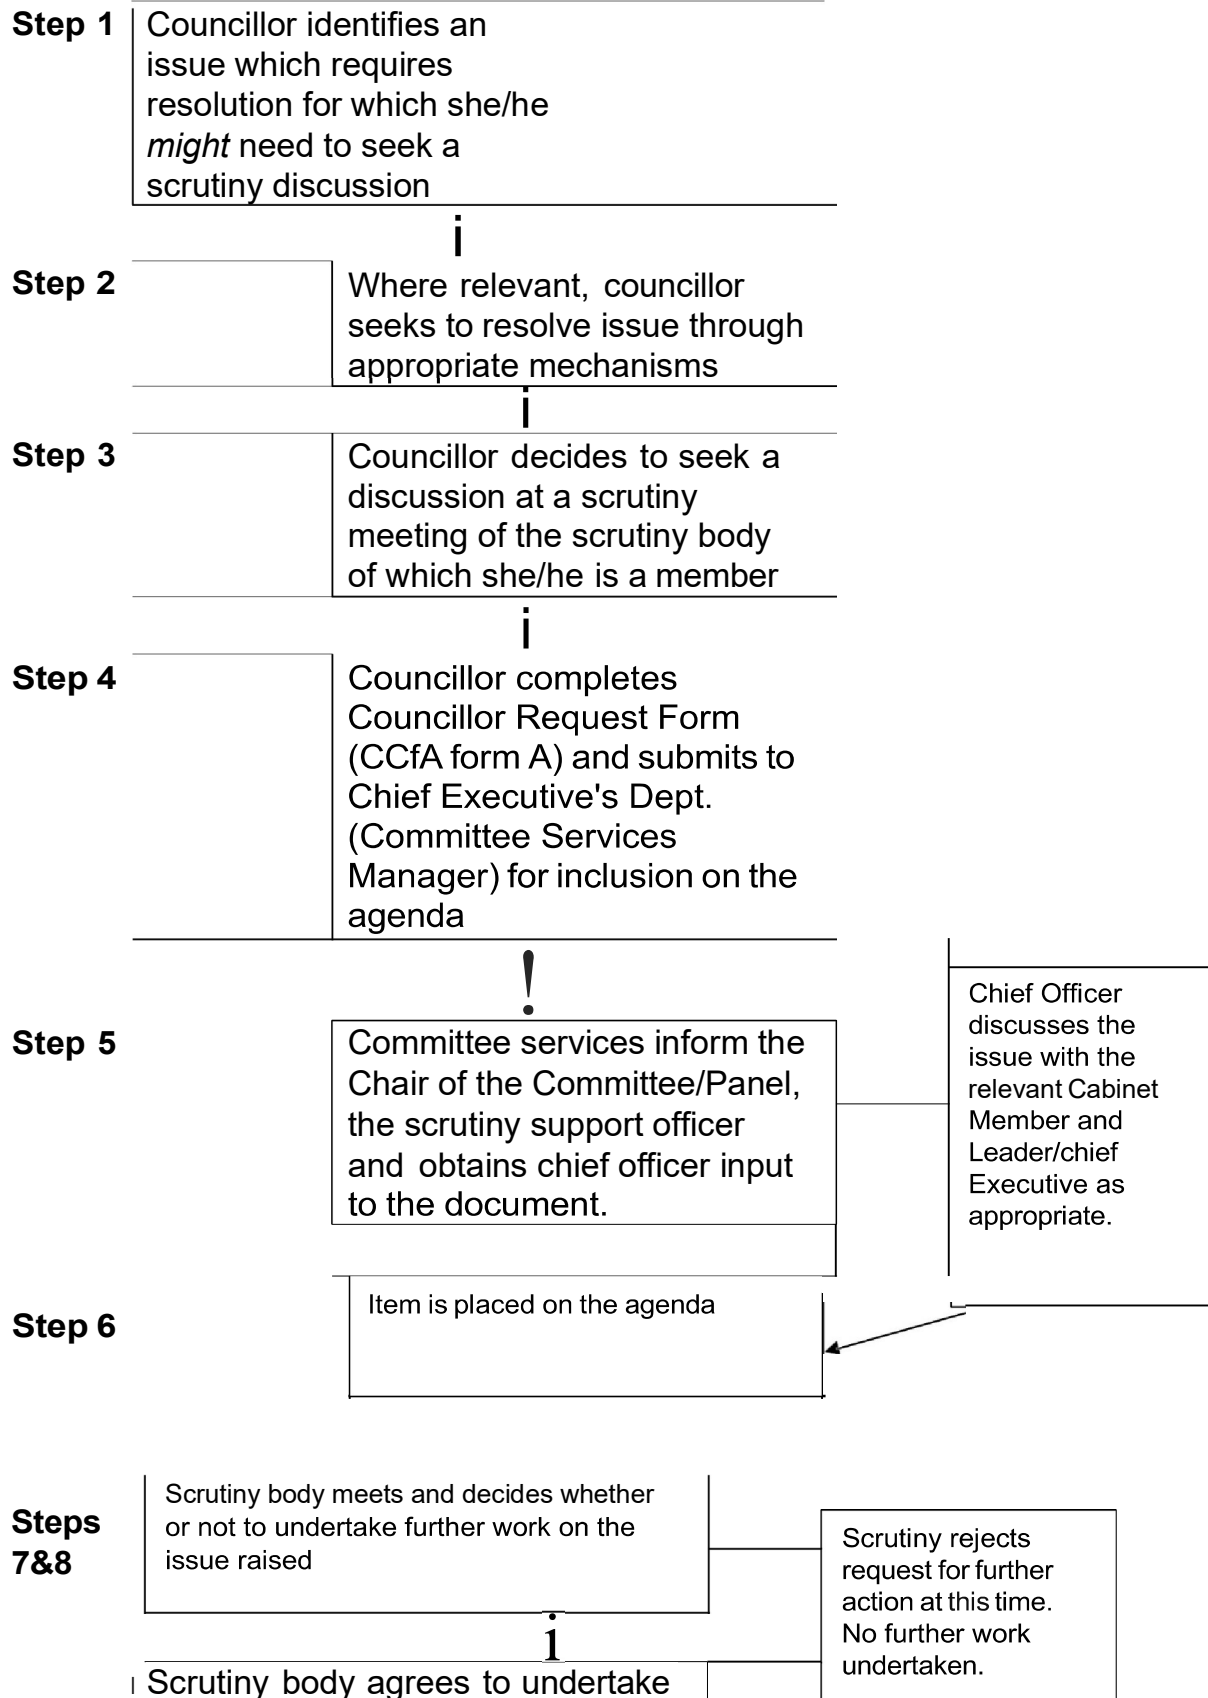 Step 1
Councillor identifies an
issue which requires
resolution for which she/he
might need to seek a
scrutiny discussion
i
Step 2
Where relevant, councillor
seeks to resolve issue through
appropriate mechanisms
i
Step 3
Councillor decides to seek a
discussion at a scrutiny
meeting of the scrutiny body
of which she/he is a member
i
Step 4
Councillor completes
Councillor Request Form
(CCfA form A) and submits to
Chief Executive's Dept.
(Committee Services
Manager) for inclusion on the
agenda
!
Step 5
Committee services inform the
Chair of the Committee/Panel,
the scrutiny support officer
and obtains chief officer input
to the document.
Chief Officer
discusses the
issue with the
relevant Cabinet
Member and
Leader/chief
Executive as
appropriate.
Step 6
Item is placed on the agenda
Steps
7&8
Scrutiny body meets and decides whether
or not to undertake further work on the
issue raised
i
Scrutiny rejects
request for further
action at this time.
No further work
undertaken.
Scrutiny body agrees to undertake